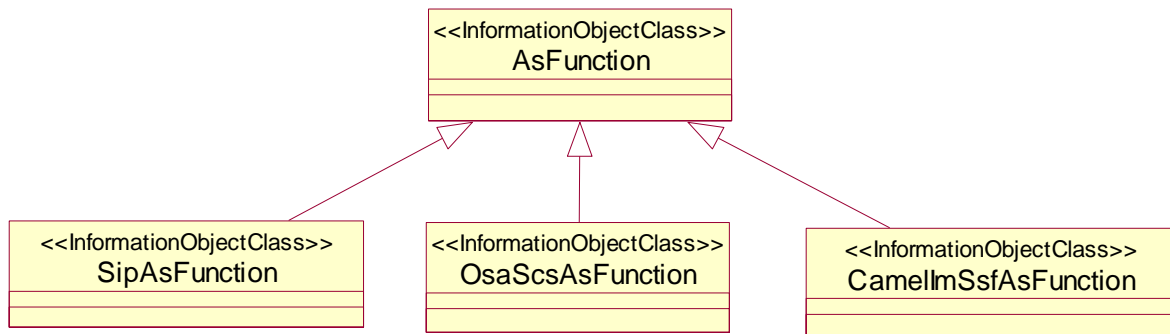 <<InformationObjectClass>>
AsFunction
<<InformationObjectClass>>
SipAsFunction
<<InformationObjectClass>>
OsaScsAsFunction
<<InformationObjectClass>>
CamelImSsfAsFunction